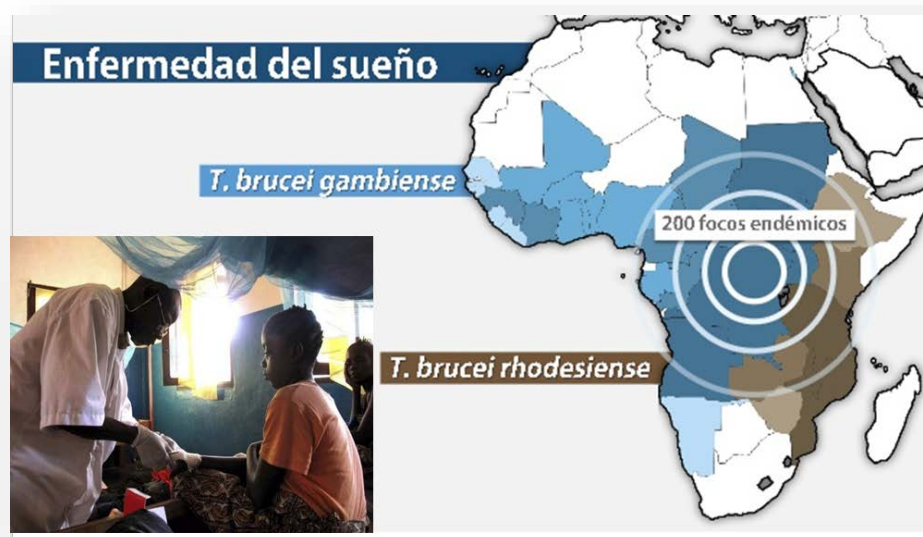 Enfermedad del sueño
T. brucei gambiense
200 focos endémicos
T. brucei rhodesiense